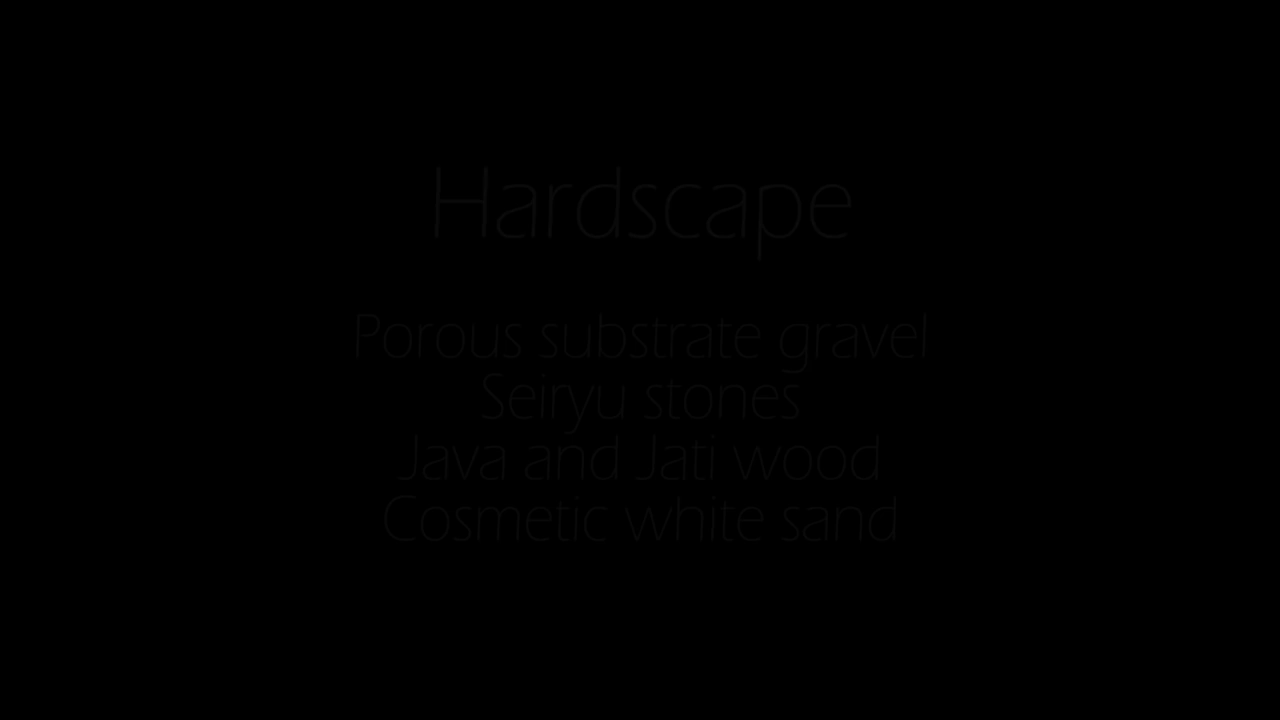 Hardscape
Porous substrate gravel
Seiryu stones
Java and Jati wood
Cosmetic white sand